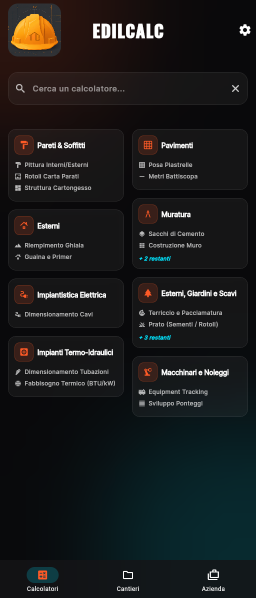 EDILCALC
Cerca un calcolatore...
Pareti & Soffitti
Pittura Interni/Esterni
Rotoli Carta Parati
Struttura Cartongesso
Esterni
Riempimento Ghiaia
Guaina e Primer
Impiantistica Elettrica
Dimensionamento Cavi
Impianti Termo-Idraulici
Dimensionamento Tubazioni
Fabbisogno Termico (BTU/kW)
Pavimenti
Posa Piastrelle
Metri Battiscopa
Muratura
Sacchi di Cemento
Costruzione Muro
+ 2 restanti
Esterni, Giardini e Scavi
Terriccio e Pacciamatura
Prato (Sementi / Rotoli)
+ 3 restanti
Macchinari e Noleggi
Equipment Tracking
Sviluppo Ponteggi
Calcolatori
Cantieri
Azienda